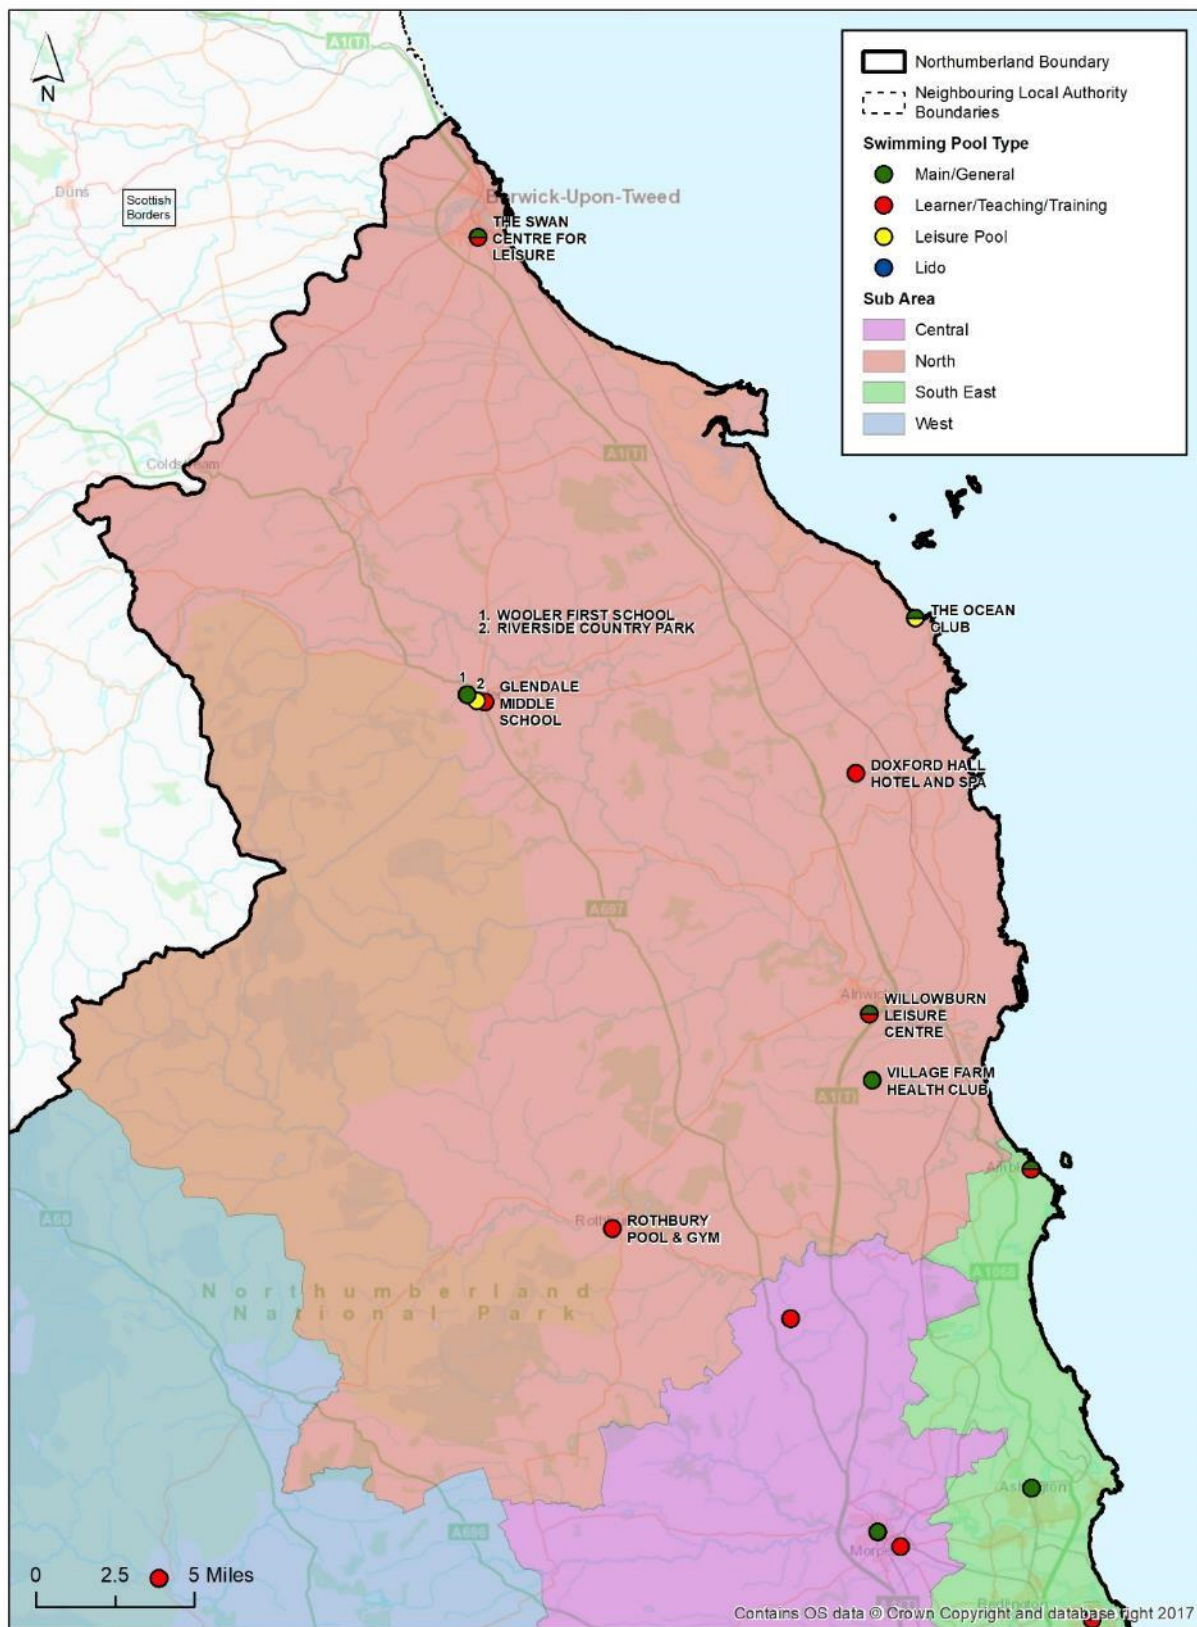 N
A1(T)
Duns
Scottish
Borders
Berwick-Upon-Tweed
THE SWAN
CENTRE FOR
LEISURE
Northumberland Boundary
Neighbouring Local Authority
Boundaries
Swimming Pool Type
Main/General
Learner/Teaching/Training
Leisure Pool
Lido
Sub Area
Central
North
South East
West
A1(T)
Coldstream
1. WOOLER FIRST SCHOOL
2. RIVERSIDE COUNTRY PARK
THE OCEAN
CLUB
1
2
GLENDALE
MIDDLE
SCHOOL
DOXFORD HALL
HOTEL AND SPA
A697
Alnwick
WILLOWBURN
LEISURE
CENTRE
VILLAGE FARM
HEALTH CLUB
A1(T)
A68
ROTHBURY
POOL & GYM
A1068
Northumberland
National Park
Ashington
A696
Morpeth
0 2.5 5 Miles
Bedlington
Contains OS data © Crown Copyright and database right 2017